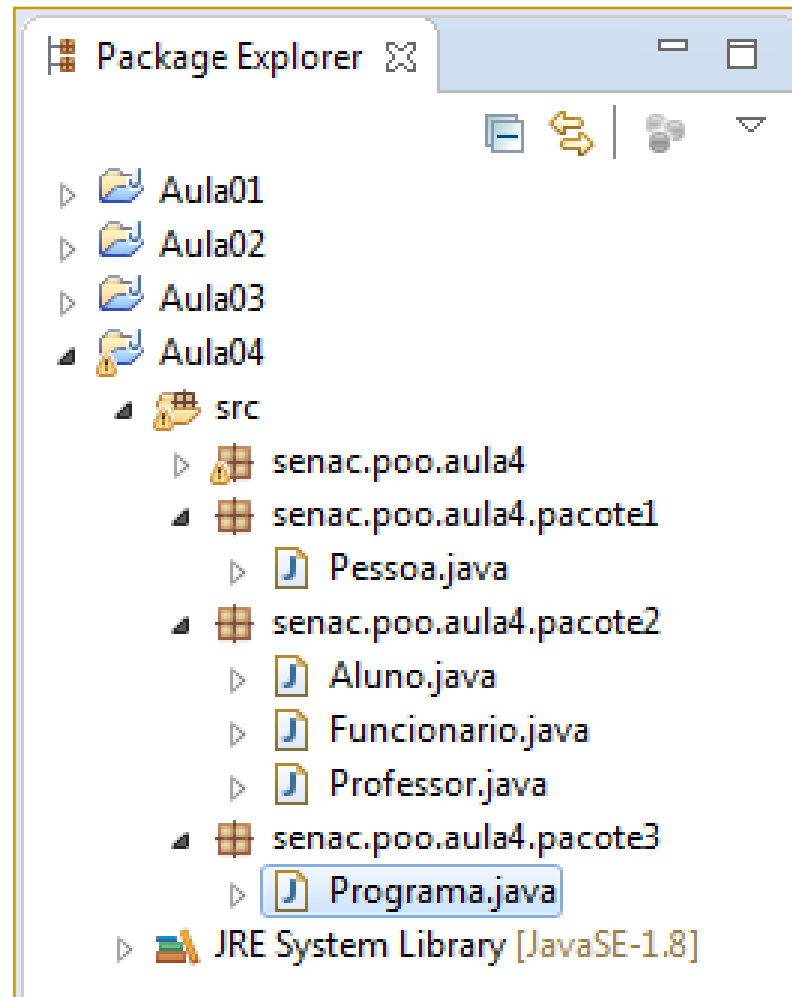 Package Explorer
Aula01
Aula02
Aula03
Aula04
src
senac.poo.aula4
senac.poo.aula4.pacote1
Pessoa.java
senac.poo.aula4.pacote2
Aluno.java
Funcionario.java
Professor.java
senac.poo.aula4.pacote3
Programa.java
JRE System Library [JavaSE-1.8]